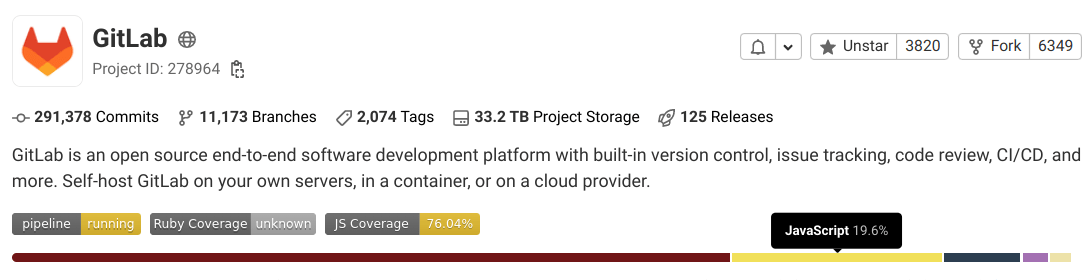 GitLab
Project ID: 278964
Unstar 3820 Fork 6349
291,378 Commits 11,173 Branches 2,074 Tags 33.2 TB Project Storage 125 Releases
GitLab is an open source end-to-end software development platform with built-in version control, issue tracking, code review, CI/CD, and
more. Self-host GitLab on your own servers, in a container, or on a cloud provider.
pipeline running Ruby Coverage unknown JS Coverage 76.04%
JavaScript 19.6%